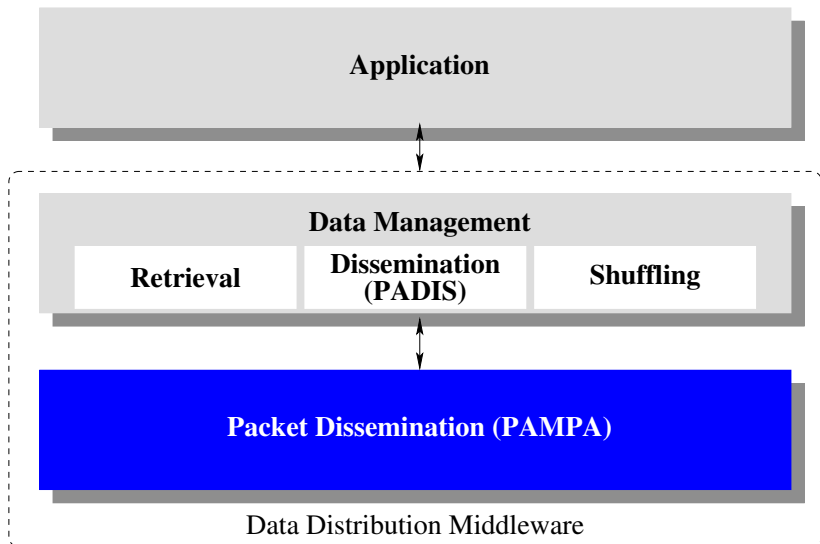 Application
Data Management
Retrieval
Dissemination
(PADIS)
Shuffling
Packet Dissemination (PAMPA)
Data Distribution Middleware